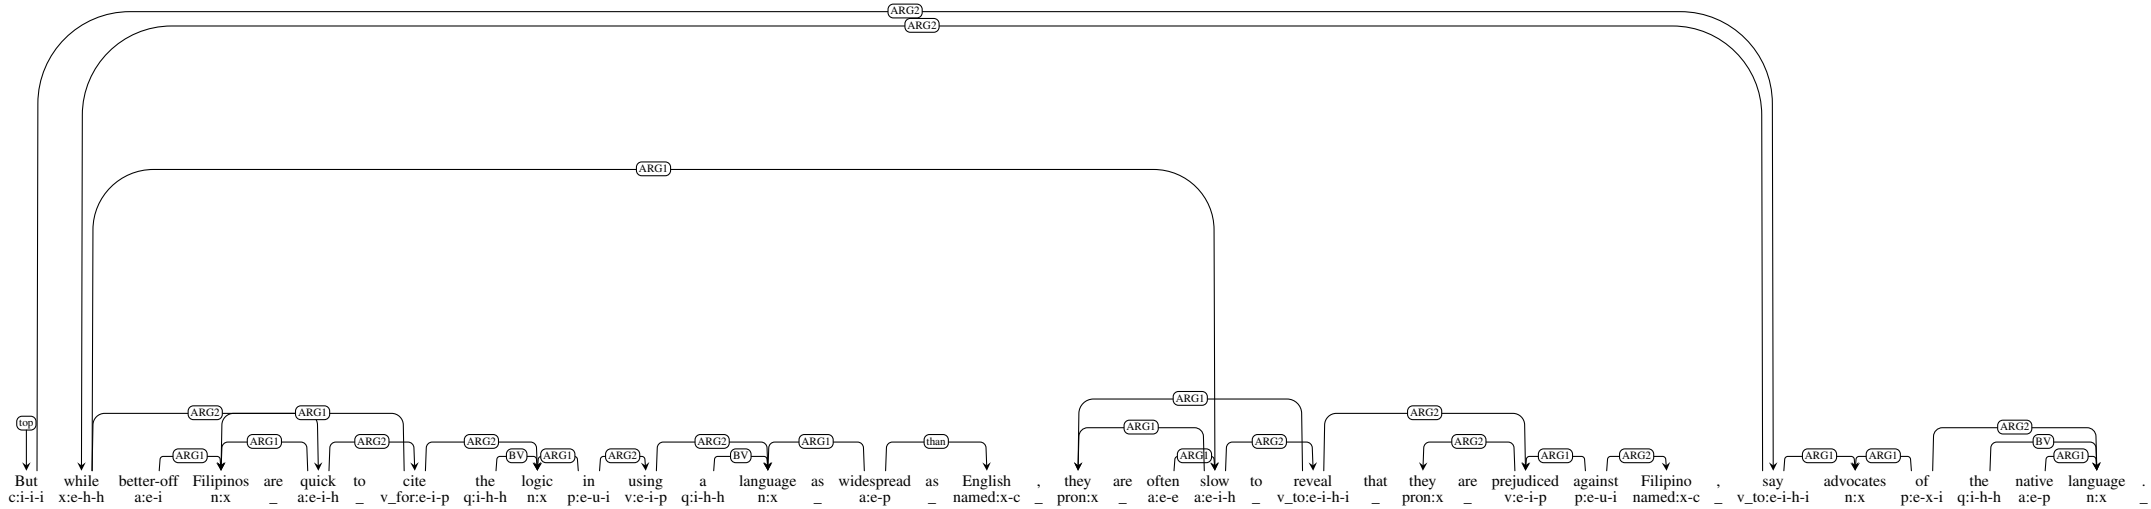 ARG2
ARG2
ARG1
ARG1
top ARG2 ARG1 ARG1 ARG2
ARG2 BV
ARG1 ARG2 ARG2 ARG2 ARG1 than ARG2 ARG2
ARG1 BV ARG1 ARG2 BV ARG1 ARG1 ARG2 ARG1 ARG1 ARG1
But while better-off Filipinos are quick to cite the logic in using a language as widespread as English , they are often slow to reveal that they are prejudiced against Filipino , say advocates of the native language .
c:i-i-i x:e-h-h a:e-i n:x _ a:e-i-h _ v_for:e-i-p q:i-h-h n:x p:e-u-i v:e-i-p q:i-h-h n:x _ a:e-p _ named:x-c _ pron:x _ a:e-e a:e-i-h _ v_to:e-i-h-i _ pron:x _ v:e-i-p p:e-u-i named:x-c _ v_to:e-i-h-i n:x p:e-x-i q:i-h-h a:e-p n:x _